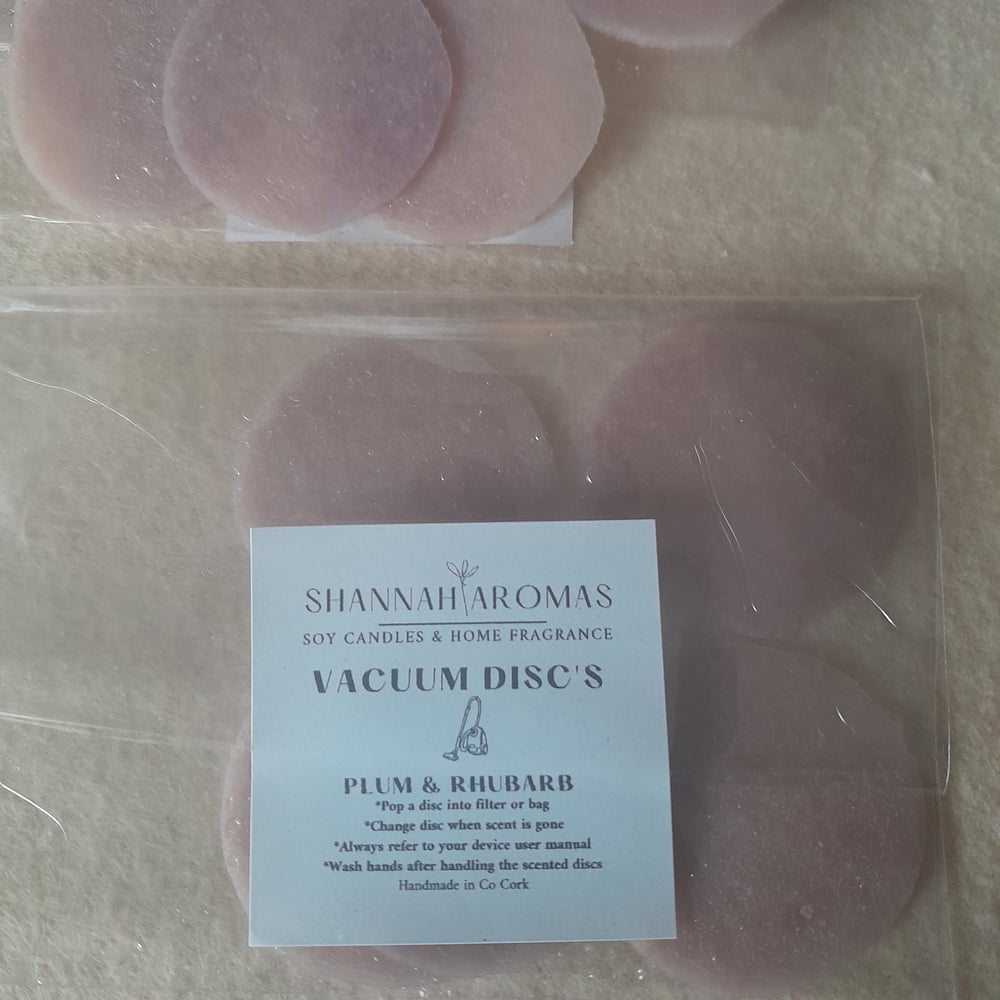 SHANNAH AROMAS
SOY CANDLES & HOME FRAGRANCE
VACUUM DISC'S
PLUM & RHUBARB
*Pop a disc into filter or bag
*Change disc when scent is gone
*Always refer to your device user manual
*Wash hands after handling the scented discs
Handmade in Co Cork